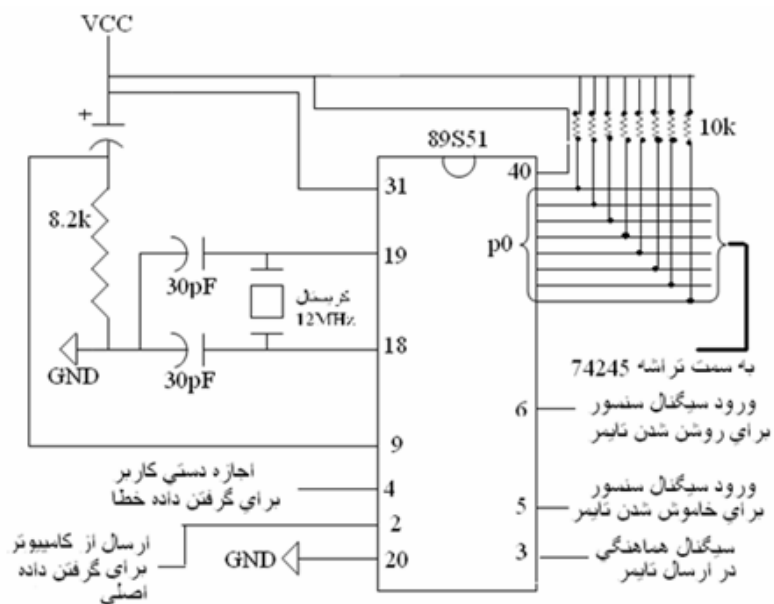 VCC
+
89S51
10k
40
31
8.2k
p0
19
30pF
کریستال
12MHz
18
30pF
GND
به سمت تراشه 74245
6
ورود سیگنال سنسور
برای روشن شدن تایمر
9
اجازه دستی کاربر
برای گرفتن داده خطا
4
ورود سیگنال سنسور
برای خاموش شدن تایمر
5
2
ارسال از کامپیوتر
برای گرفتن داده
اصلی
GND
20
3
سیگنال هماهنگی
در ارسال تایمر